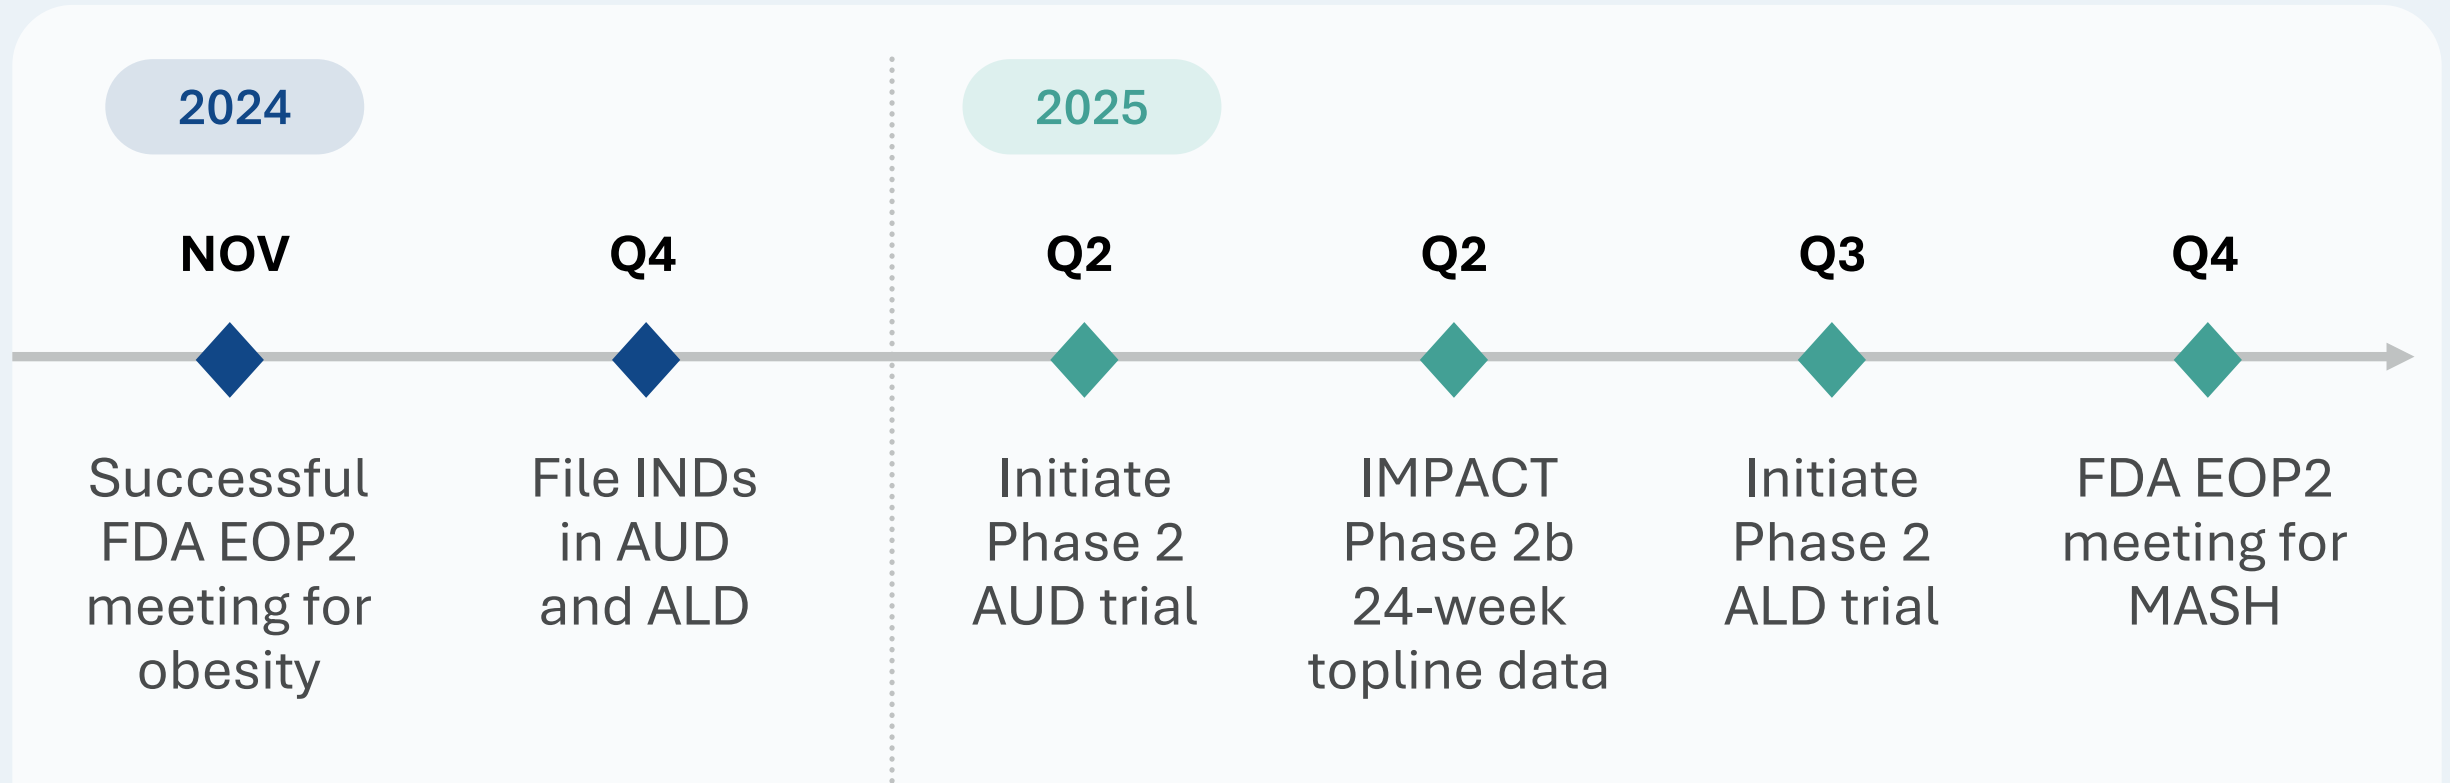 2024
2025
NOV
Q4
Q2
Q2
Q3
Q4
Successful
FDA EOP2
meeting for
obesity
File INDs
in AUD
and ALD
Initiate
Phase 2
AUD trial
IMPACT
Phase 2b
24-week
topline data
Initiate
Phase 2
ALD trial
FDA EOP2
meeting for
MASH